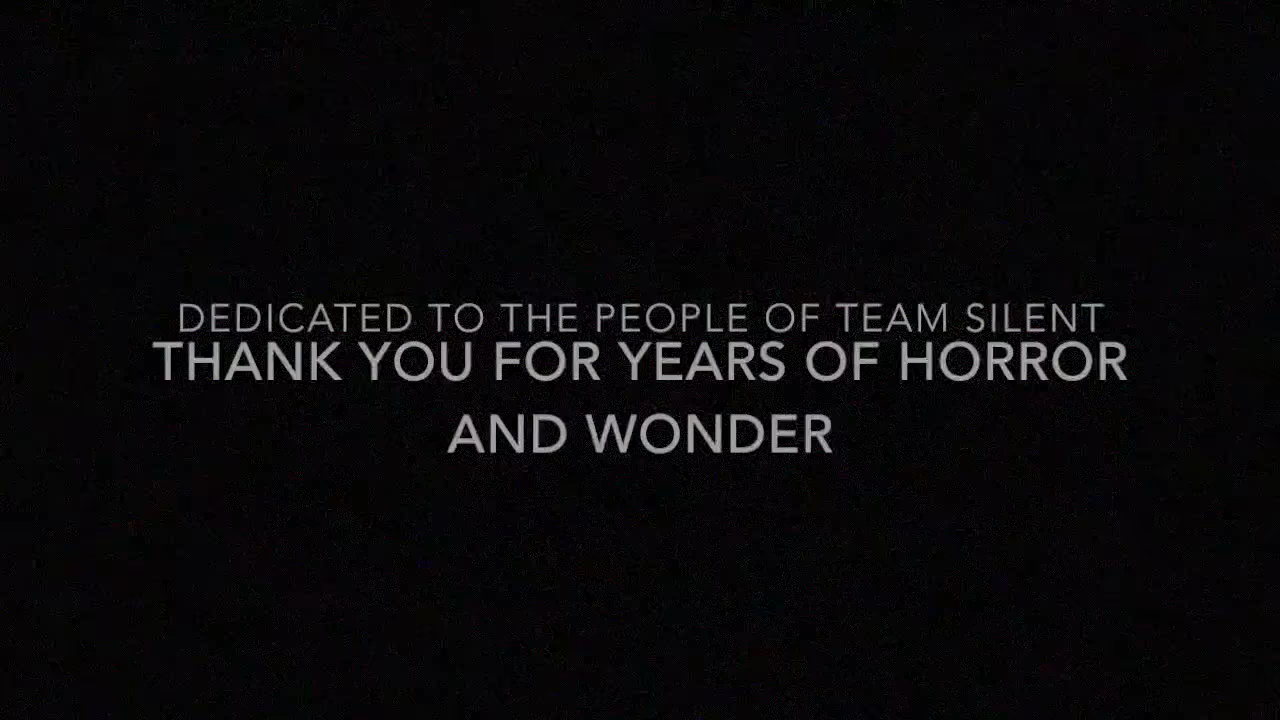 DEDICATED TO THE PEOPLE OF TEAM SILENT
THANK YOU FOR YEARS OF HORROR
AND WONDER